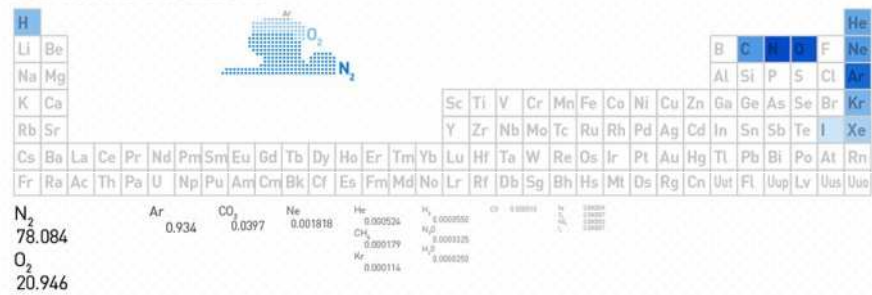 Ar
O2
N2
H He
Li Be B C N O F Ne
Na Mg Al Si P S Cl Ar
K Ca Sc Ti V Cr Mn Fe Co Ni Cu Zn Ga Ge As Se Br Kr
Rb Sr Y Zr Nb Mo Tc Ru Rh Pd Ag Cd In Sn Sb Te I Xe
Cs Ba La Ce Pr Nd Pm Sm Eu Gd Tb Dy Ho Er Tm Yb Lu Hf Ta W Re Os Ir Pt Au Hg Tl Pb Bi Po At Rn
Fr Ra Ac Th Pa U Np Pu Am Cm Bk Cf Es Fm Md No Lr Rf Db Sg Bh Hs Mt Ds Rg Cn Uut Fl Uup Lv Uus Uuo
N2
78.084
O2
20.946
Ar
0.934
CO2
0.0397
Ne
0.001818
He
0.000524
CH4
0.000179
Kr
0.000114
H2
N2O
H2O